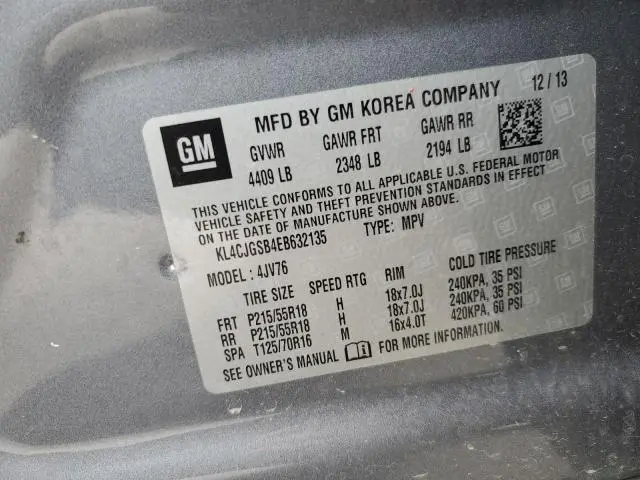 GM
MFD BY GM KOREA COMPANY 12 / 13
GVWR GAWR FRT GAWR RR
4409 LB 2348 LB 2194 LB
THIS VEHICLE CONFORMS TO ALL APPLICABLE U.S. FEDERAL MOTOR
VEHICLE SAFETY AND THEFT PREVENTION STANDARDS IN EFFECT
ON THE DATE OF MANUFACTURE SHOWN ABOVE.
KL4CJGSB4EB632135 TYPE: MPV
MODEL : 4JV76
TIRE SIZE SPEED RTG RIM COLD TIRE PRESSURE
FRT P215/55R18 H 18x7.0J 240KPA, 35 PSI
RR P215/55R18 H 18x7.0J 240KPA, 35 PSI
SPA T125/70R16 M 16x4.0T 420KPA, 60 PSI
SEE OWNER'S MANUAL FOR MORE INFORMATION.